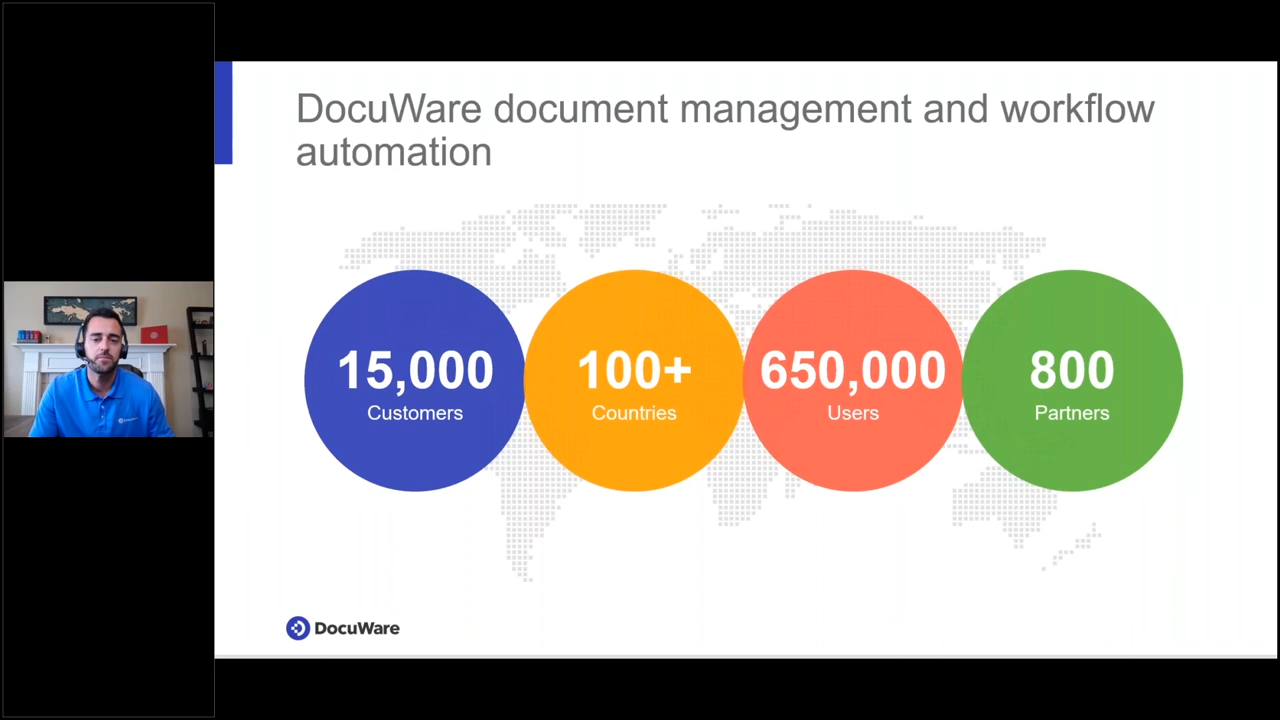 DocuWare document management and workflow
automation
15,000
Customers
100+
Countries
650,000
Users
800
Partners
DocuWare